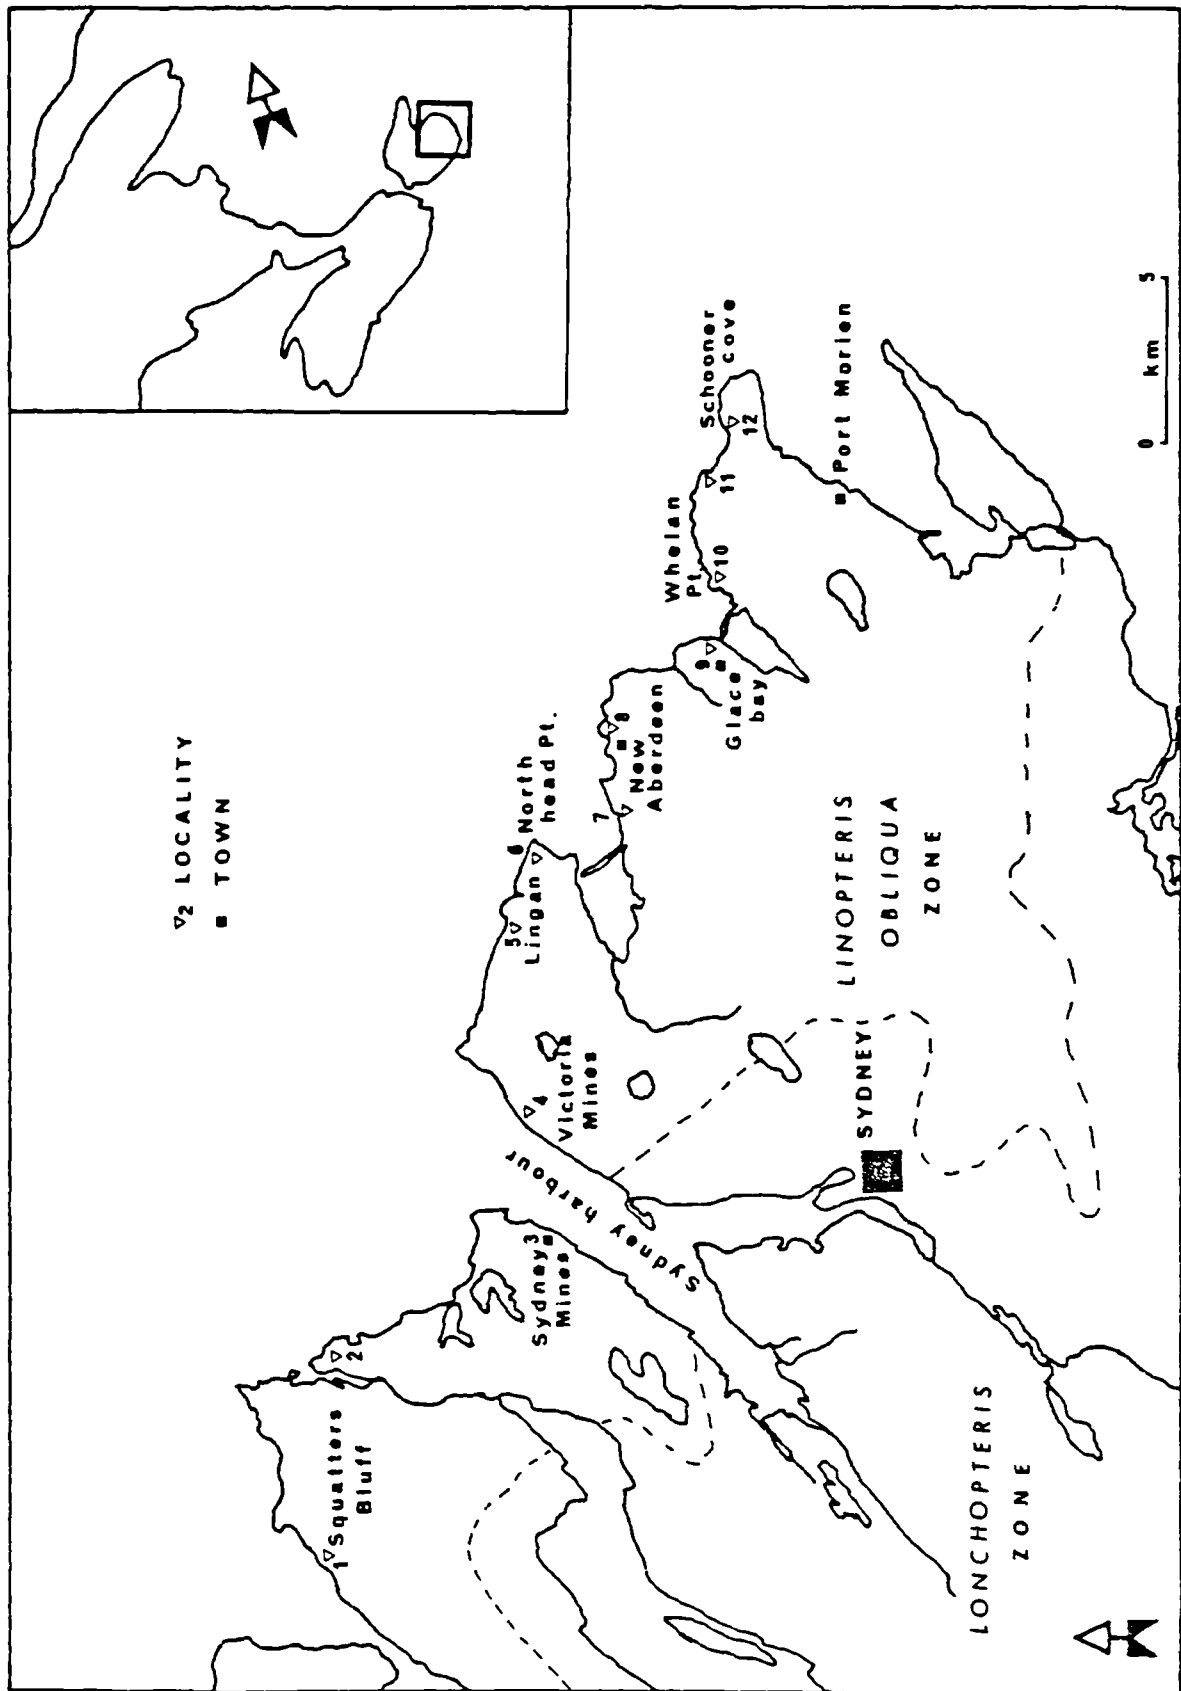 ▽2 LOCALITY
■ TOWN
1 Squatters
Bluff
2
Sydney 3
Mines
Sydney harbour
4
Victoria
Mines
5
Lingan
6
North
head Pt.
7
8
New
Aberdeen
9
Glace
bay
Whelan
Pt.
10
11
Schooner
cove
12
Port Morien
SYDNEY
LINOPTERIS
OBLIQUA
ZONE
LONCHOPTERIS
ZONE
0 km 5